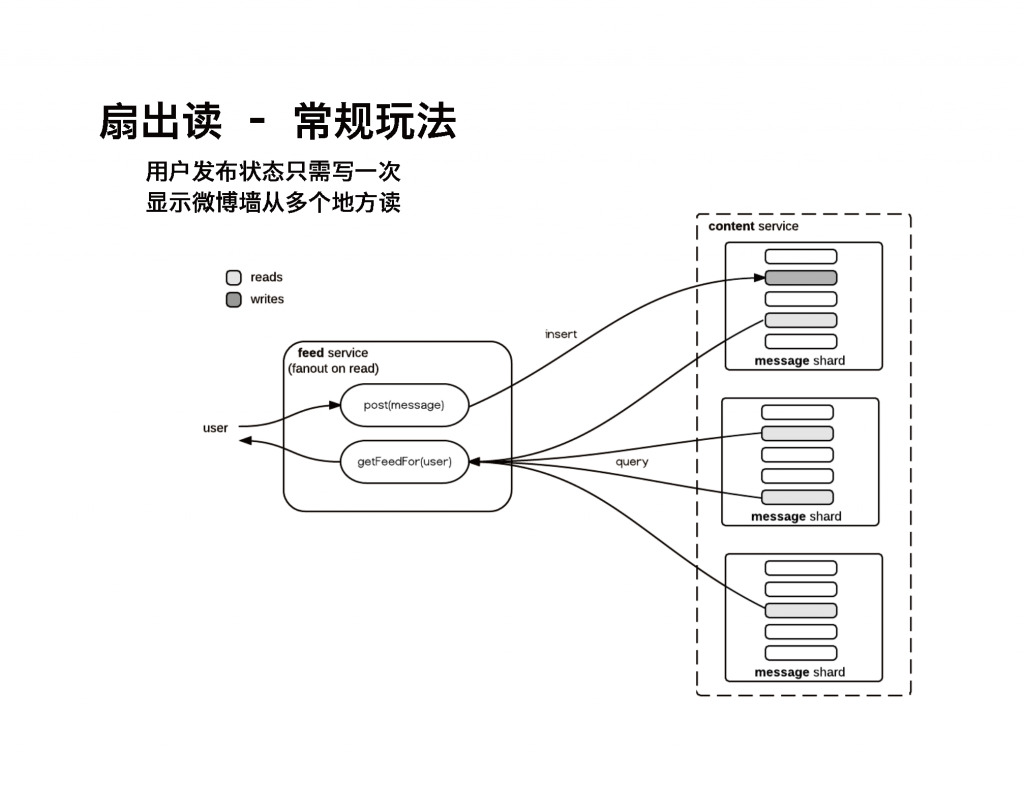 扇出读 - 常规玩法
用户发布状态只需写一次
显示微博墙从多个地方读
content service
reads
writes
message shard
insert
feed service
(fanout on read)
post(message)
user
getFeedFor(user)
query
message shard
message shard